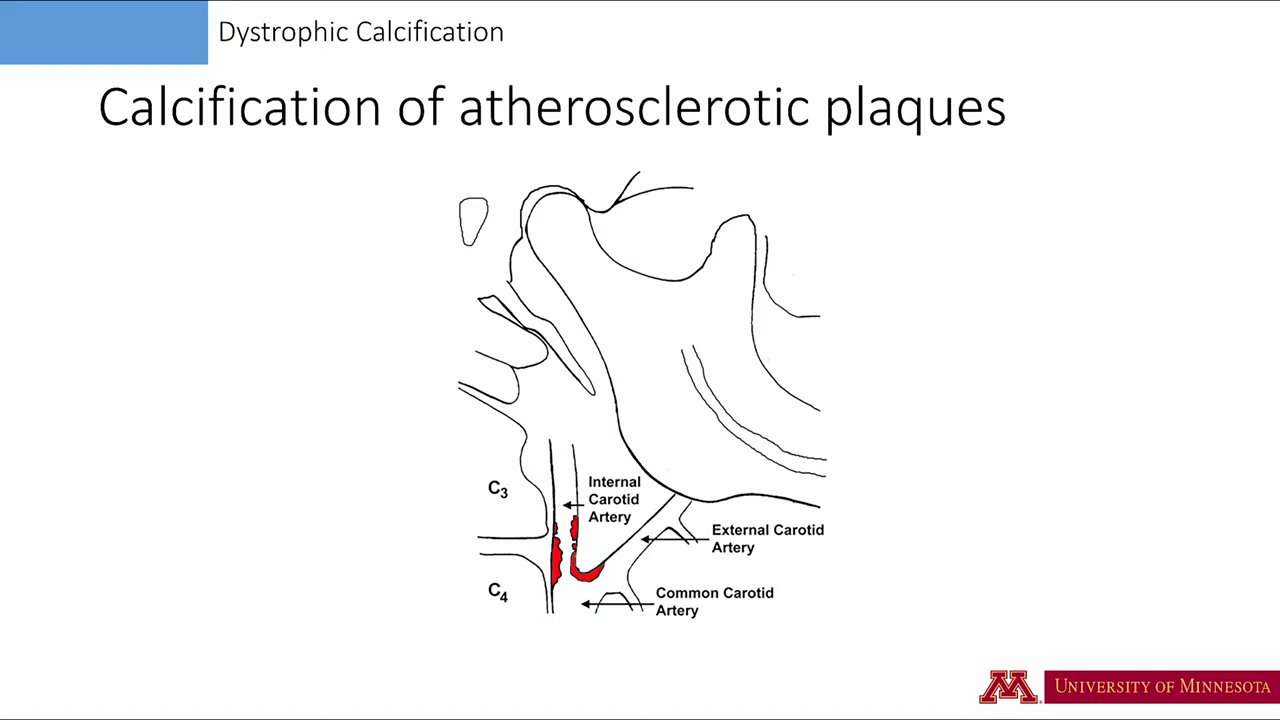 Dystrophic Calcification
Calcification of atherosclerotic plaques
C3
Internal
Carotid
Artery
External Carotid
Artery
C4
Common Carotid
Artery
M
UNIVERSITY OF MINNESOTA